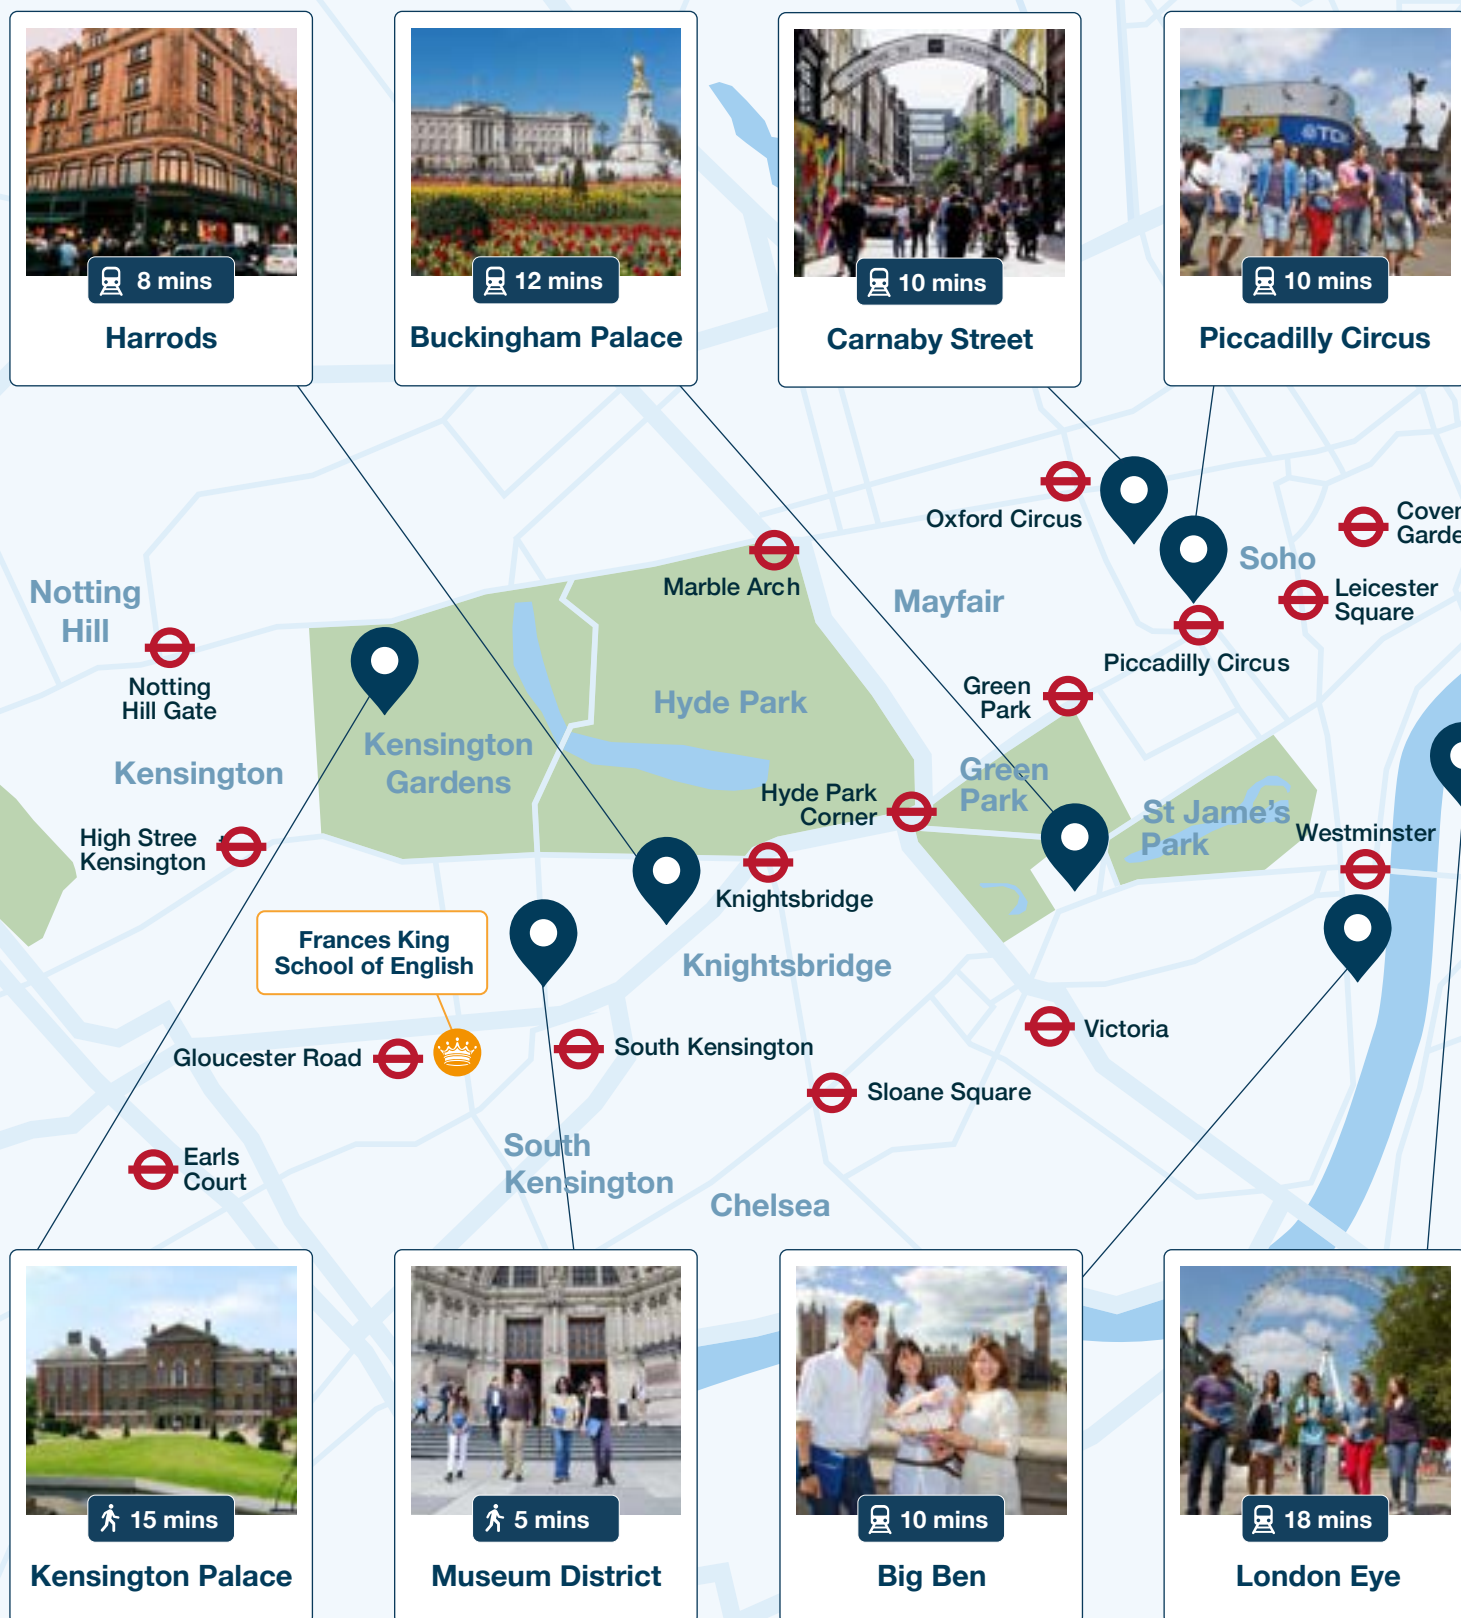 8 mins
Harrods
12 mins
Buckingham Palace
10 mins
Carnaby Street
@TDK
10 mins
Piccadilly Circus
Oxford Circus
Cover
Garde
Soho
Marble Arch
Mayfair
Leicester
Square
Notting
Hill
Piccadilly Circus
Notting
Hill Gate
Green
Park
Hyde Park
Kensington
Gardens
Kensington
Green
Park
Hyde Park
Corner
St Jame's
Park
Westminster
High Stree
Kensington
Knightsbridge
Frances King
School of English
Knightsbridge
Victoria
Gloucester Road
South Kensington
Sloane Square
Earls
Court
South
Kensington
Chelsea
15 mins
Kensington Palace
5 mins
Museum District
10 mins
Big Ben
18 mins
London Eye